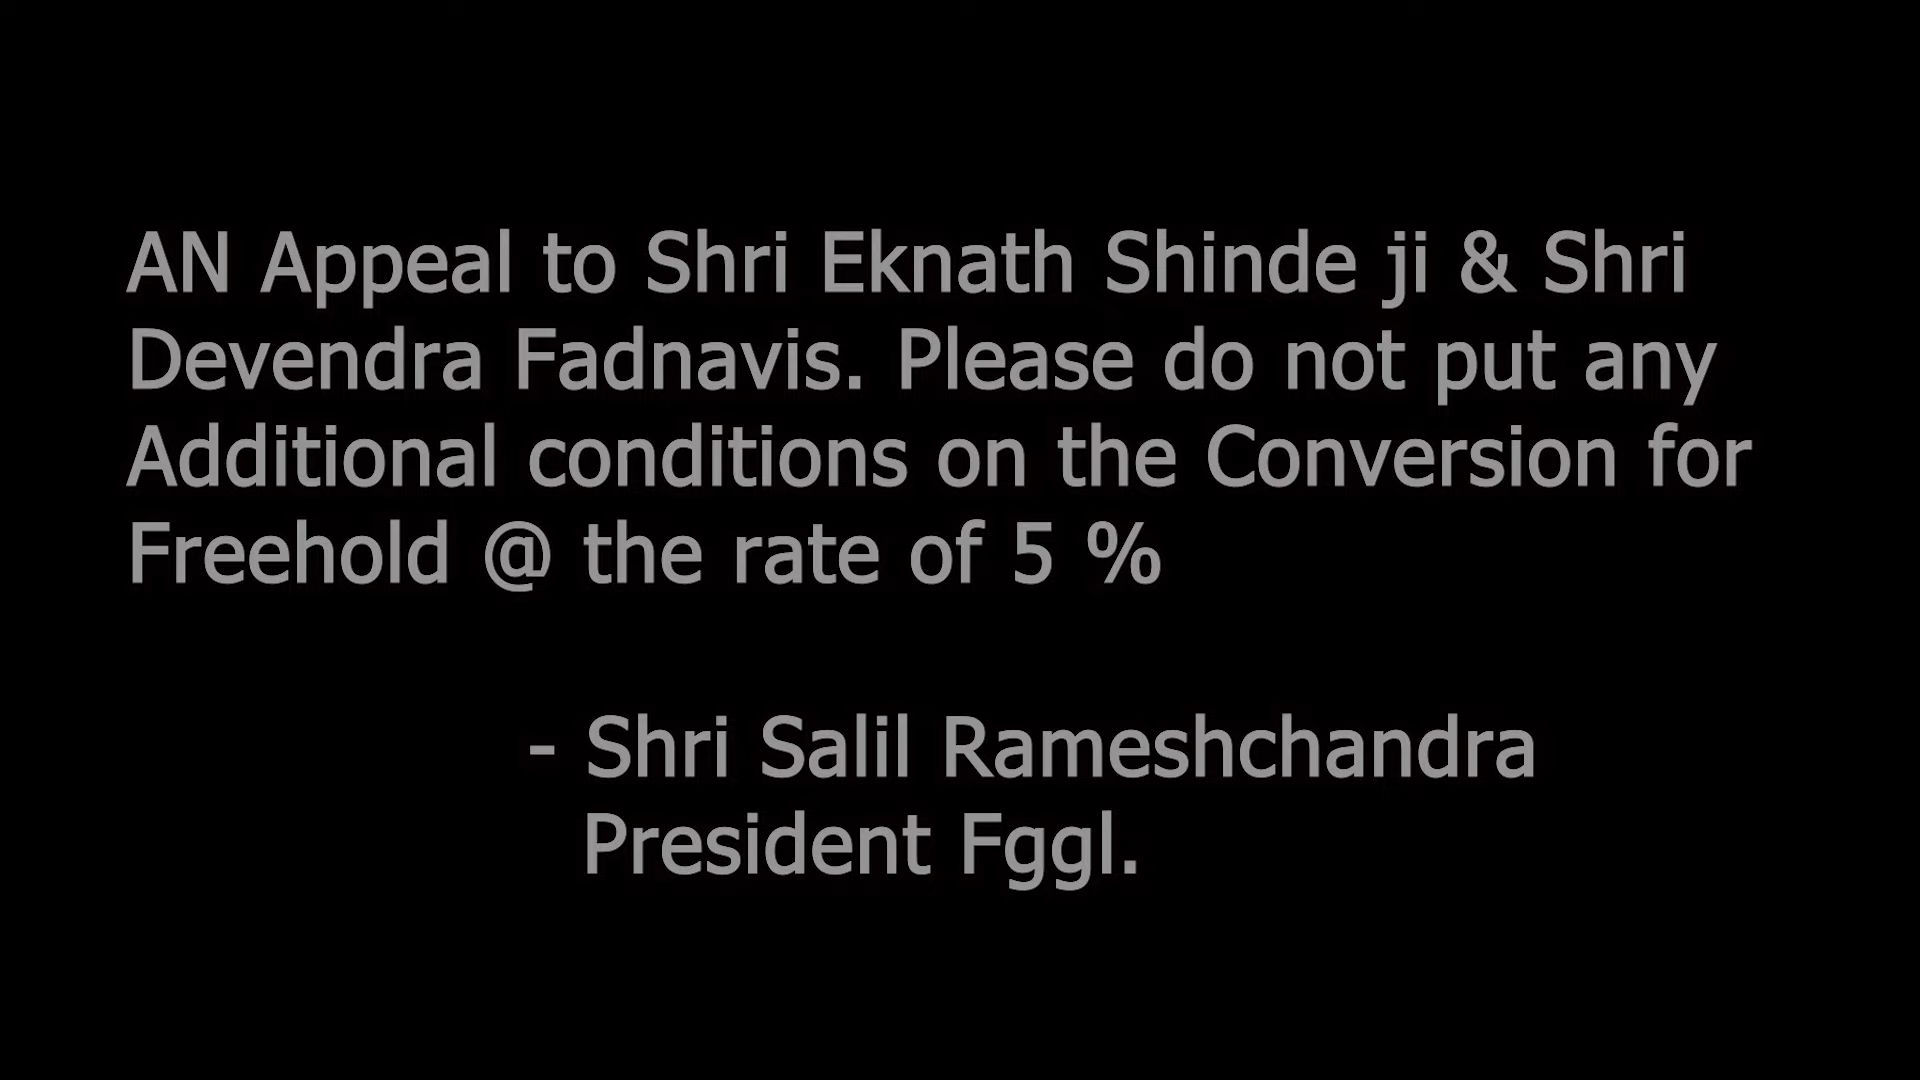 AN Appeal to Shri Eknath Shinde ji & Shri
Devendra Fadnavis. Please do not put any
Additional conditions on the Conversion for
Freehold @ the rate of 5 %
- Shri Salil Rameshchandra
President Fggl.